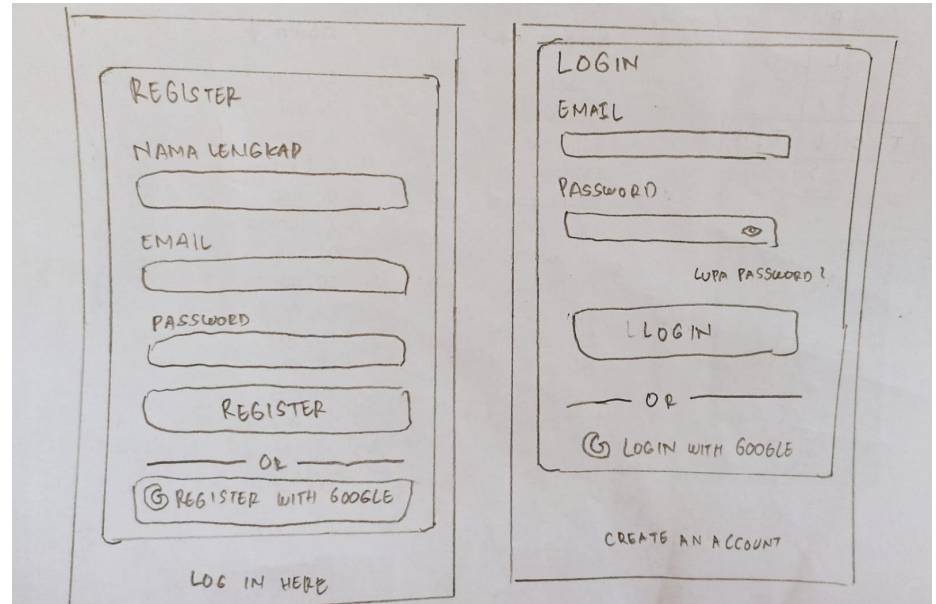 REGISTER
NAMA LENGKAP
EMAIL
PASSWORD
REGISTER
OR
G REGISTER WITH GOOGLE
LOG IN HERE
LOGIN
EMAIL
PASSWORD
LUPA PASSWORD?
LOGIN
OR
G LOGIN WITH GOOGLE
CREATE AN ACCOUNT